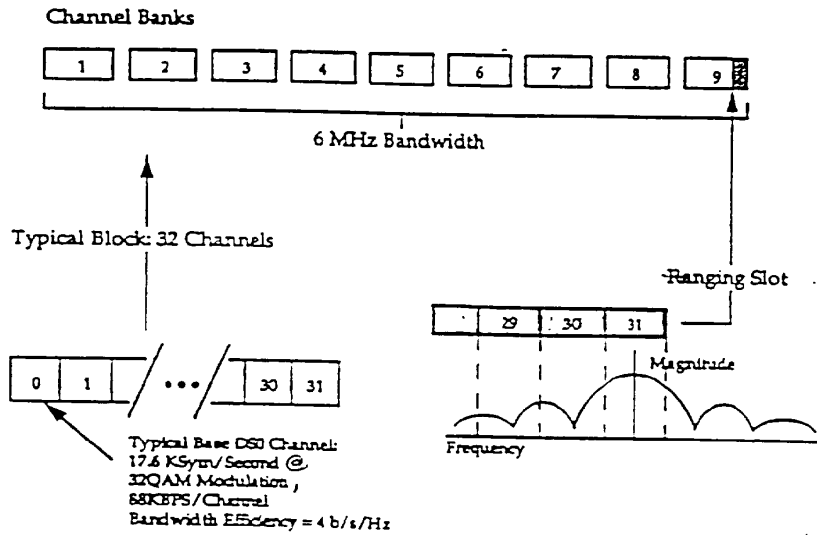 Channel Banks
1 2 3 4 5 6 7 8 9
6 MHz Bandwidth
Typical Block: 32 Channels
Ranging Slot
29 30 31
Magnitude
0 1 ••• 30 31
Frequency
Typical Base DS0 Channel:
17.6 KSym/Second @
32QAM Modulation,
88KBPS/Channel
Bandwidth Efficiency = 4 b/s/Hz